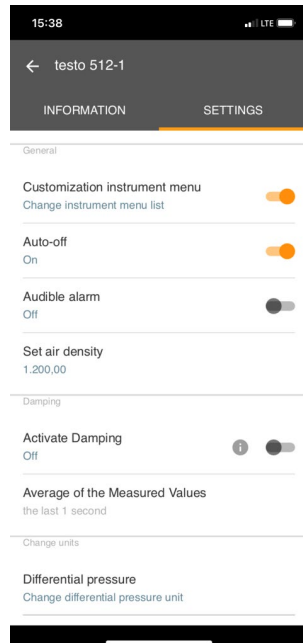 15:38
LTE
testo 512-1
INFORMATION
SETTINGS
General
Customization instrument menu
Change instrument menu list
Auto-off
On
Audible alarm
Off
Set air density
1.200,00
Damping
Activate Damping
Off
Average of the Measured Values
the last 1 second
Change units
Differential pressure
Change differential pressure unit